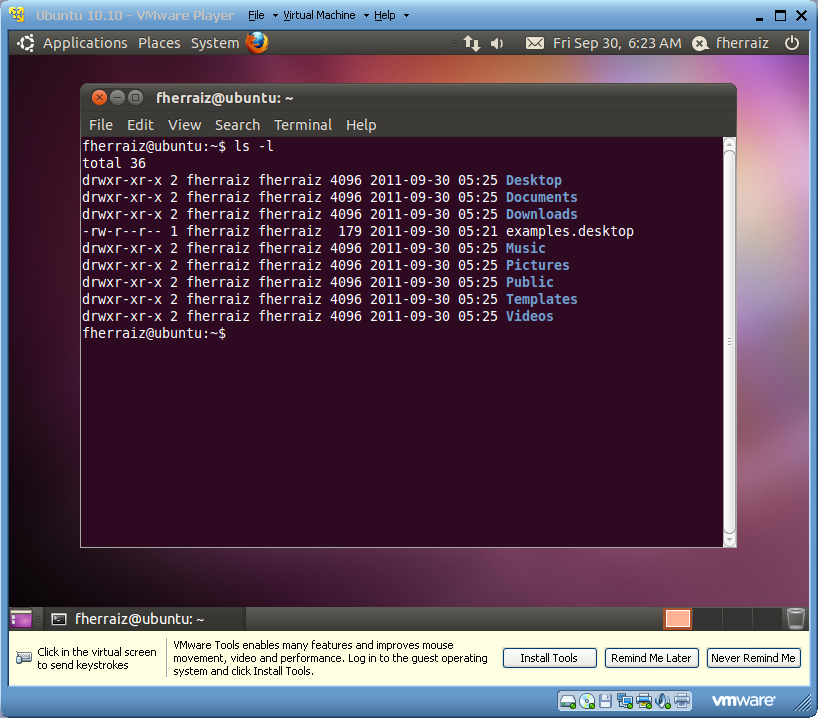 Ubuntu 10.10 - VMware Player File Virtual Machine Help
Applications Places System Fri Sep 30, 6:23 AM fherraiz
fherraiz@ubuntu: ~
File Edit View Search Terminal Help
fherraiz@ubuntu:~$ ls -l
total 36
drwxr-xr-x 2 fherraiz fherraiz 4096 2011-09-30 05:25 Desktop
drwxr-xr-x 2 fherraiz fherraiz 4096 2011-09-30 05:25 Documents
drwxr-xr-x 2 fherraiz fherraiz 4096 2011-09-30 05:25 Downloads
-rw-r--r-- 1 fherraiz fherraiz  179 2011-09-30 05:21 examples.desktop
drwxr-xr-x 2 fherraiz fherraiz 4096 2011-09-30 05:25 Music
drwxr-xr-x 2 fherraiz fherraiz 4096 2011-09-30 05:25 Pictures
drwxr-xr-x 2 fherraiz fherraiz 4096 2011-09-30 05:25 Public
drwxr-xr-x 2 fherraiz fherraiz 4096 2011-09-30 05:25 Templates
drwxr-xr-x 2 fherraiz fherraiz 4096 2011-09-30 05:25 Videos
fherraiz@ubuntu:~$
fherraiz@ubuntu: ~
Click in the virtual screen
to send keystrokes
VMware Tools enables many features and improves mouse
movement, video and performance. Log in to the guest operating
system and click Install Tools.
Install Tools Remind Me Later Never Remind Me
vmware